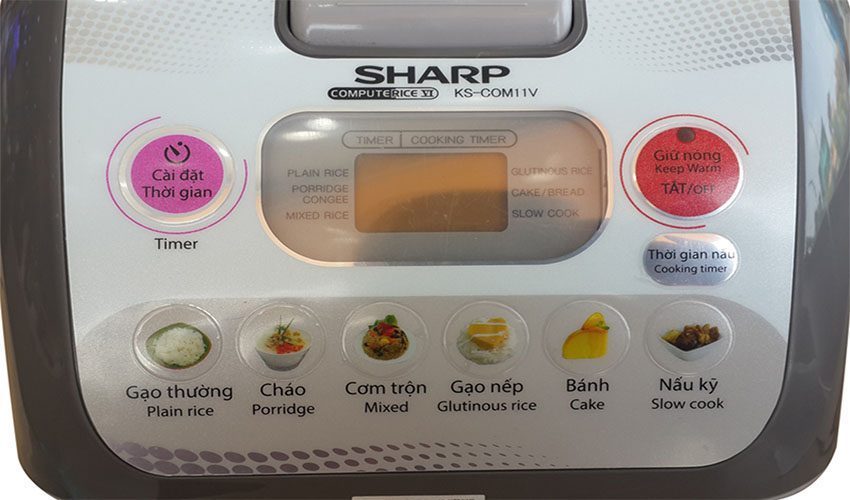 SHARP
COMPUTERICE VI KS-COM11V
TIMER COOKING TIMER
PLAIN RICE
PORRIDGE
CONGEE
MIXED RICE
GLUTINOUS RICE
CAKE/BREAD
SLOW COOK
Cài đặt
Thời gian
Timer
Giữ nóng
Keep Warm
TẮT/OFF
Thời gian nấu
Cooking timer
Gạo thường
Plain rice
Cháo
Porridge
Cơm trộn
Mixed
Gạo nếp
Glutinous rice
Bánh
Cake
Nấu kỹ
Slow cook